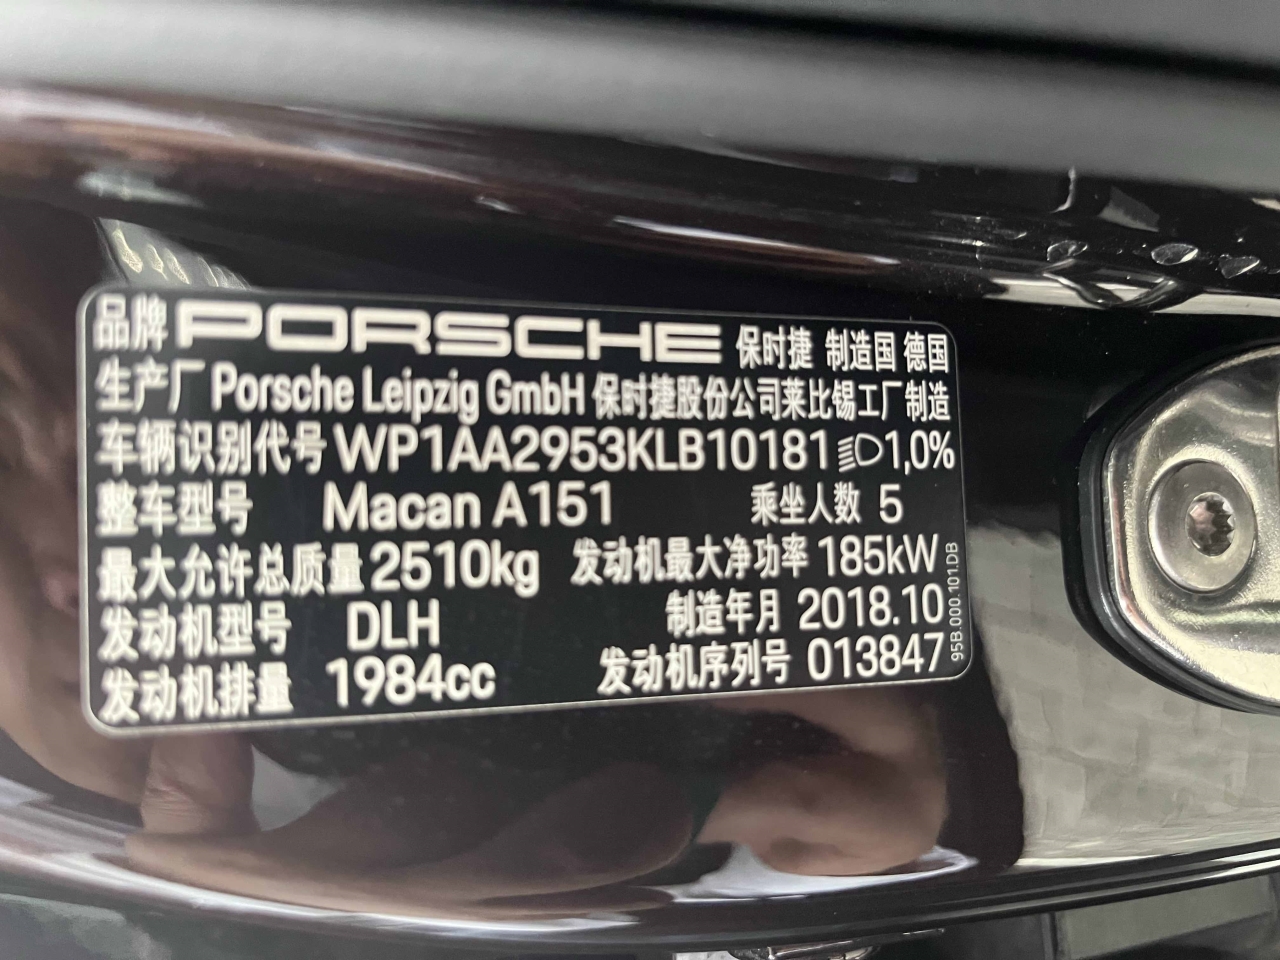 品牌 PORSCHE 保时捷 制造国 德国
生产厂 Porsche Leipzig GmbH 保时捷股份公司莱比锡工厂制造
车辆识别代号 WP1AA2953KLB10181 1,0%
整车型号 Macan A151 乘坐人数 5
最大允许总质量 2510kg 发动机最大净功率 185kW
发动机型号 DLH 制造年月 2018.10
发动机排量 1984cc 发动机序列号 013847
95B.000.101.DB